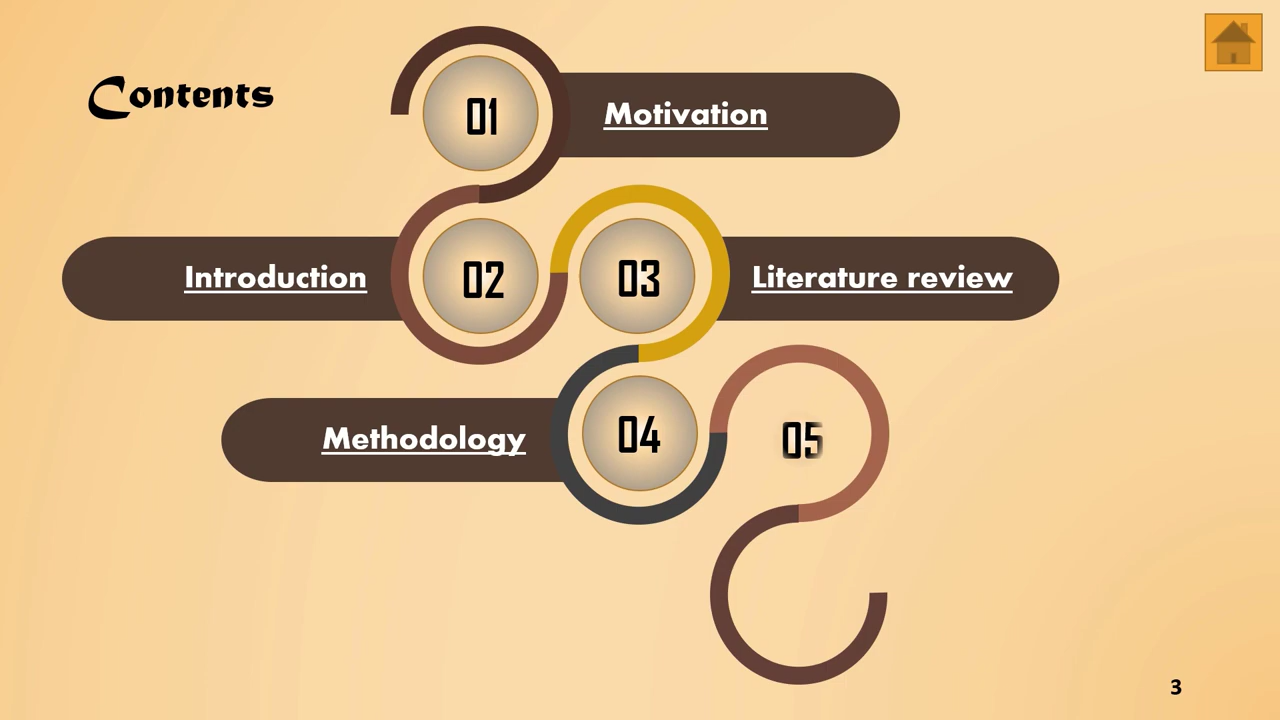 Contents
01
Motivation
Introduction
02
03
Literature review
Methodology
04
05
3